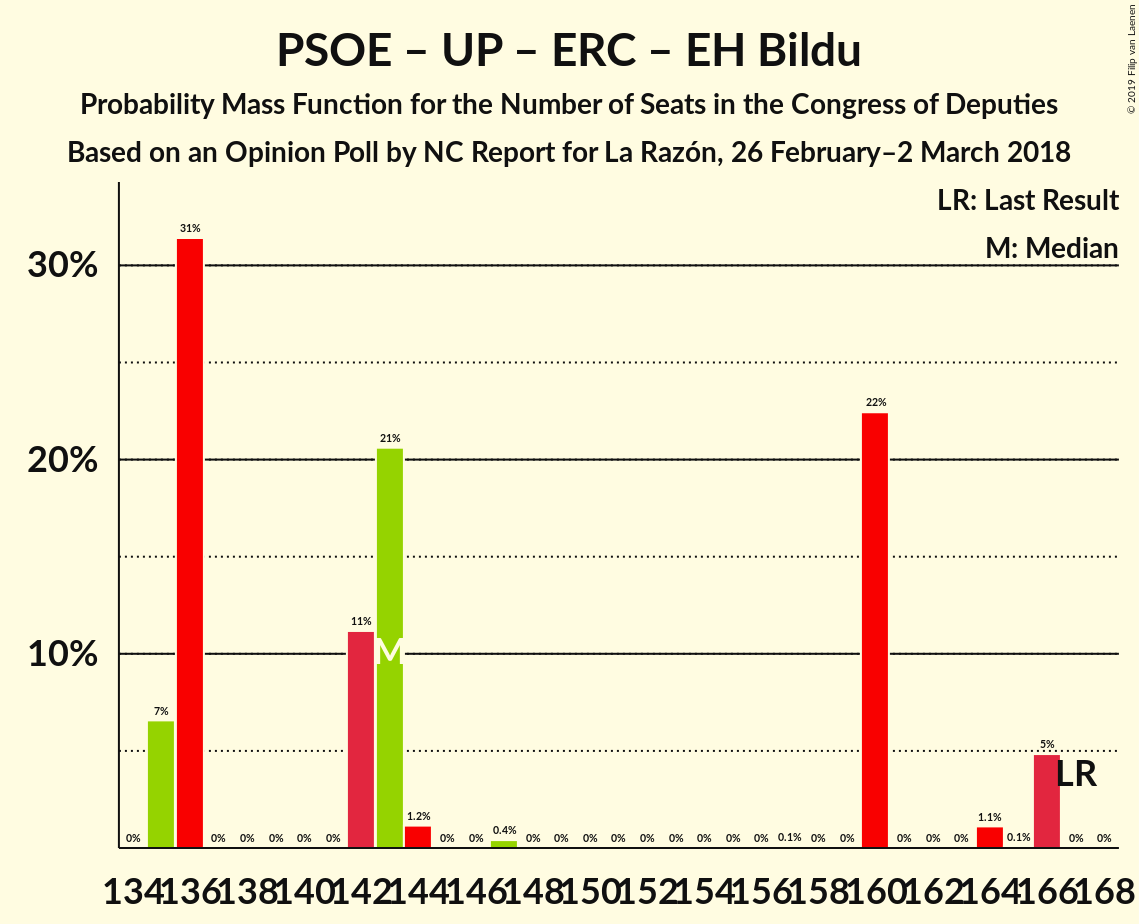 PSOE – UP – ERC – EH Bildu
Probability Mass Function for the Number of Seats in the Congress of Deputies
Based on an Opinion Poll by NC Report for La Razón, 26 February–2 March 2018
© 2019 Filip van Laenen
LR: Last Result
M: Median
30%
20%
10%
0% 7% 31% 0% 0% 0% 0% 0% 11% 21% 1.2% 0% 0% 0.4% 0% 0% 0% 0% 0% 0% 0% 0% 0% 0.1% 0% 0% 22% 0% 0% 0% 1.1% 0.1% 5% 0% 0%
M
LR
134 136 138 140 142 144 146 148 150 152 154 156 158 160 162 164 166 168